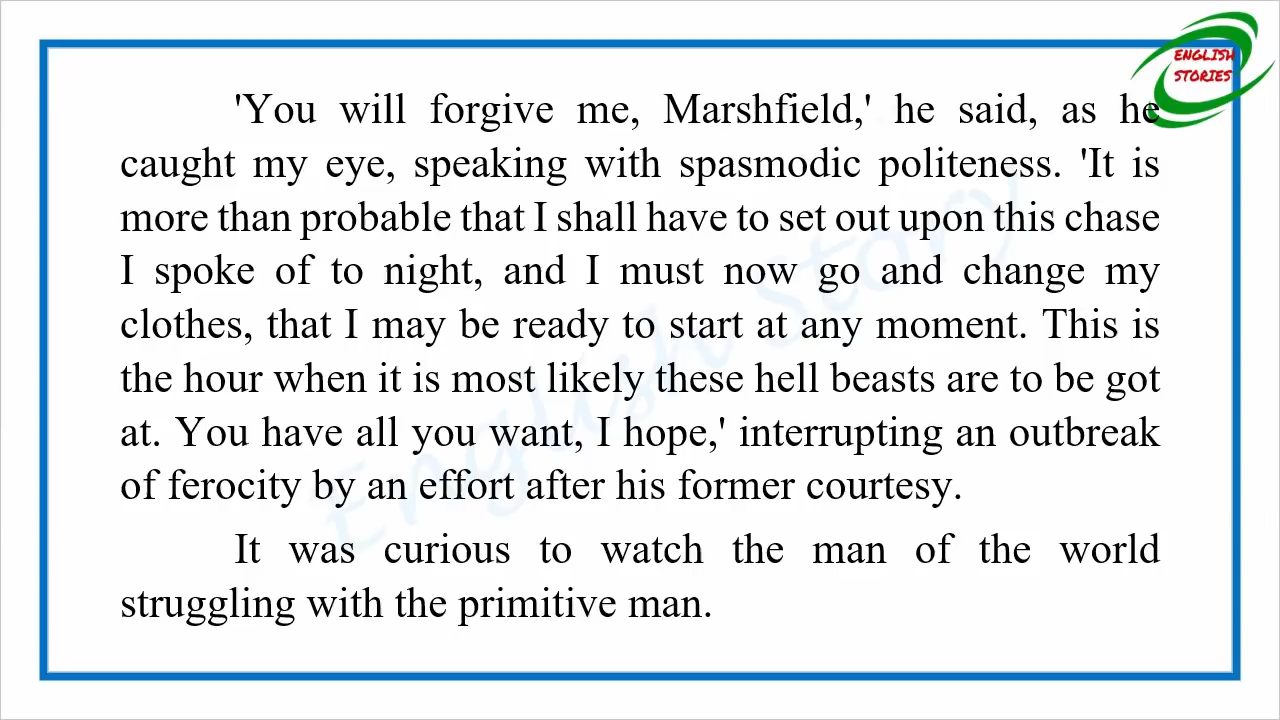 ENGLISH
STORIES
'You will forgive me, Marshfield,' he said, as he
caught my eye, speaking with spasmodic politeness. 'It is
more than probable that I shall have to set out upon this chase
I spoke of to night, and I must now go and change my
clothes, that I may be ready to start at any moment. This is
the hour when it is most likely these hell beasts are to be got
at. You have all you want, I hope,' interrupting an outbreak
of ferocity by an effort after his former courtesy.
It was curious to watch the man of the world
struggling with the primitive man.
English Story